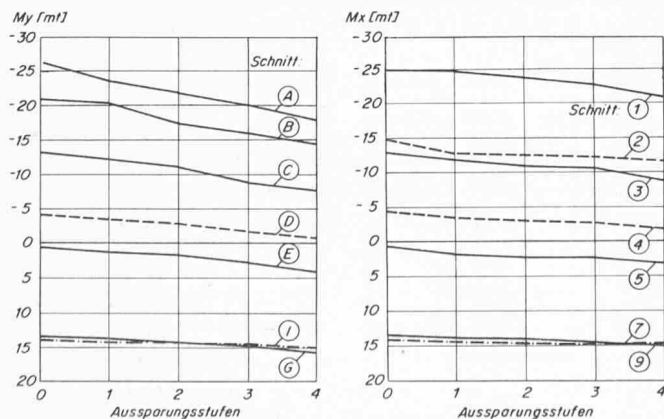 My [mt]
-30
-25
-20
-15
-10
-5
0
5
10
15
20
0 1 2 3 4
Aussparungsstufen
Schnitt:
A
B
C
D
E
I
G
Mx [mt]
-30
-25
-20
-15
-10
-5
0
5
10
15
20
0 1 2 3 4
Aussparungsstufen
Schnitt: 1
2
3
4
5
7
9